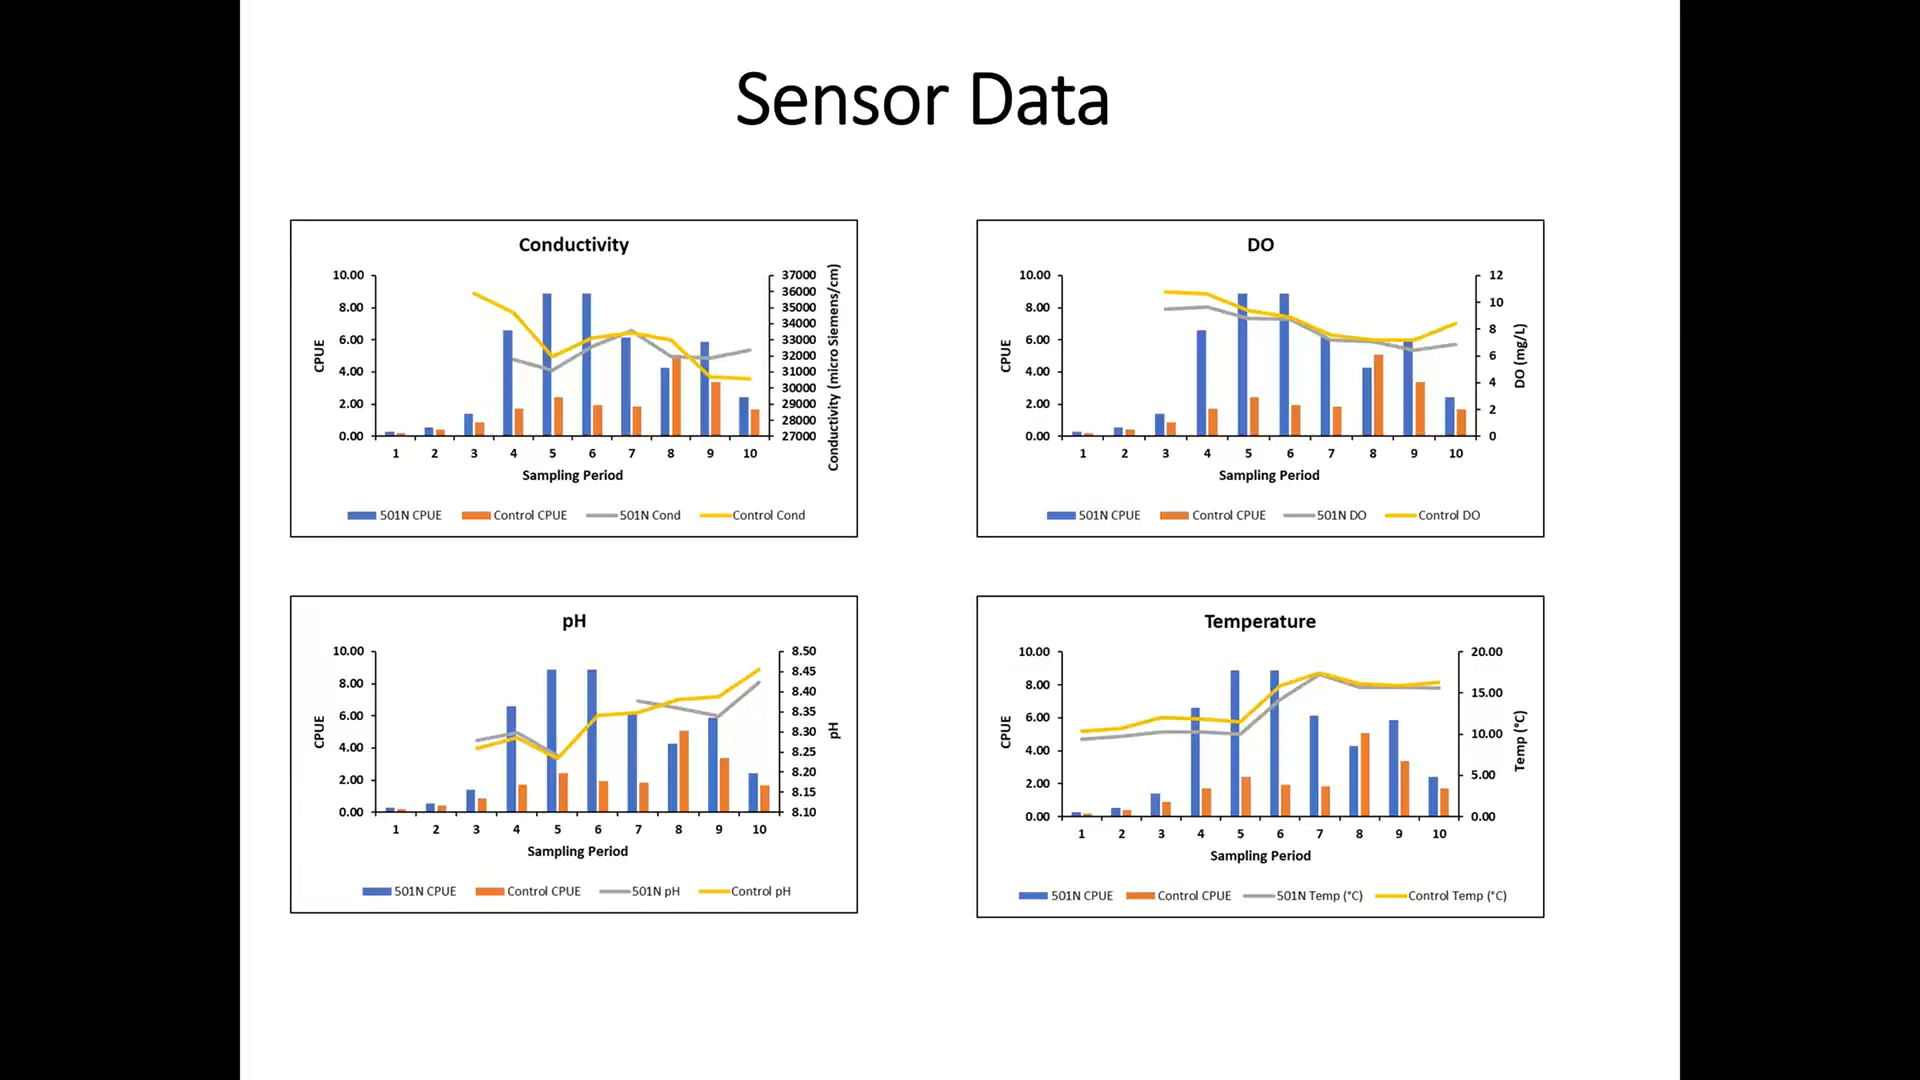 Sensor Data
Conductivity
10.00
8.00
6.00
4.00
2.00
0.00
CPUE
37000
36000
35000
34000
33000
32000
31000
30000
29000
28000
27000
Conductivity (micro Siemens/cm)
1 2 3 4 5 6 7 8 9 10
Sampling Period
501N CPUE Control CPUE 501N Cond Control Cond
DO
10.00
8.00
6.00
4.00
2.00
0.00
CPUE
12
10
8
6
4
2
0
DO (mg/L)
1 2 3 4 5 6 7 8 9 10
Sampling Period
501N CPUE Control CPUE 501N DO Control DO
pH
10.00
8.00
6.00
4.00
2.00
0.00
CPUE
8.50
8.45
8.40
8.35
8.30
8.25
8.20
8.15
8.10
pH
1 2 3 4 5 6 7 8 9 10
Sampling Period
501N CPUE Control CPUE 501N pH Control pH
Temperature
10.00
8.00
6.00
4.00
2.00
0.00
CPUE
20.00
15.00
10.00
5.00
0.00
Temp (°C)
1 2 3 4 5 6 7 8 9 10
Sampling Period
501N CPUE Control CPUE 501N Temp (°C) Control Temp (°C)